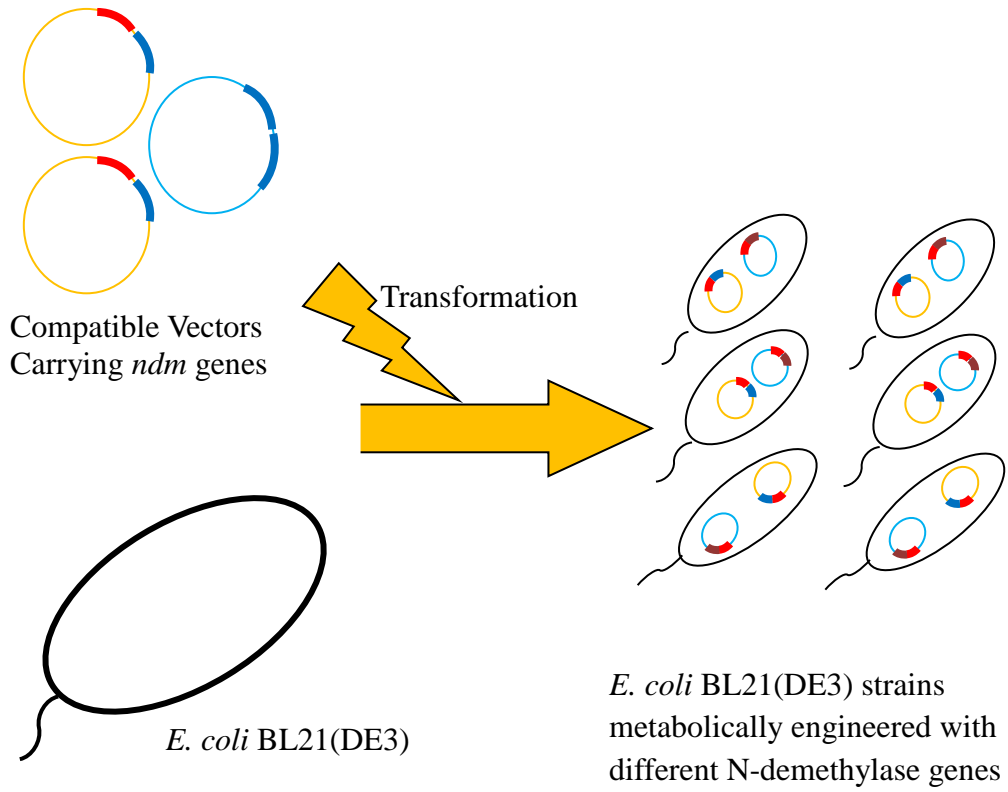 Transformation
Compatible Vectors
Carrying ndm genes
E. coli BL21(DE3)
E. coli BL21(DE3) strains
metabolically engineered with
different N-demethylase genes